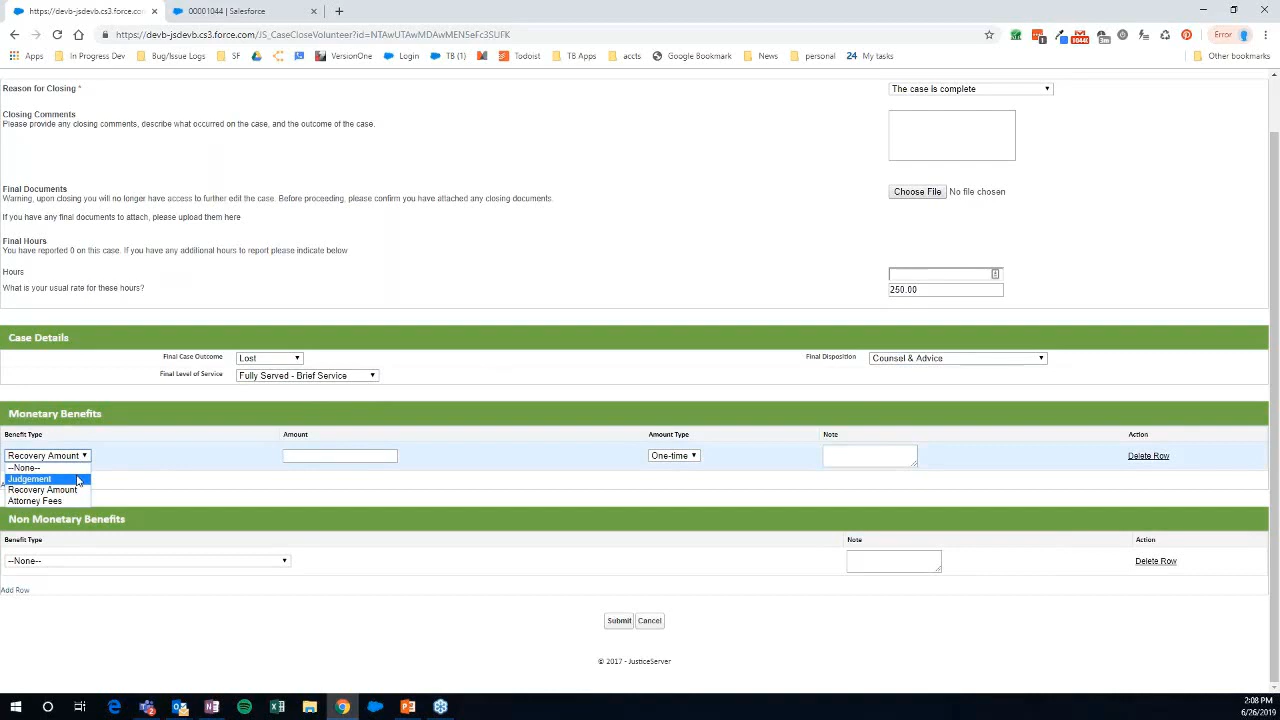 https://devb-jsdevb.cs3.force.co
00001044 | Salesforce
https://devb-jsdevb.cs3.force.com/JS_CaseCloseVolunteer?id=NTAwUTAwMDAwMEN5eFc3SUFK
Error
Apps
In Progress Dev
Bug/Issue Logs
SF
VersionOne
Login
TB (1)
Todoist
TB Apps
accts
Google Bookmark
News
personal
24 My tasks
Other bookmarks
Reason for Closing *
The case is complete
Closing Comments
Please provide any closing comments, describe what occurred on the case, and the outcome of the case.
Final Documents
Warning, upon closing you will no longer have access to further edit the case. Before proceeding, please confirm you have attached any closing documents.
Choose File No file chosen
If you have any final documents to attach, please upload them here
Final Hours
You have reported 0 on this case. If you have any additional hours to report please indicate below
Hours
What is your usual rate for these hours?
250.00
Case Details
Final Case Outcome
Lost
Final Disposition
Counsel & Advice
Final Level of Service
Fully Served - Brief Service
Monetary Benefits
Benefit Type
Amount
Amount Type
Note
Action
Recovery Amount
One-time
Delete Row
--None--
Judgement
Recovery Amount
Attorney Fees
Non Monetary Benefits
Benefit Type
Note
Action
--None--
Delete Row
Add Row
Submit
Cancel
© 2017 - JusticeServer
2:08 PM
6/26/2019